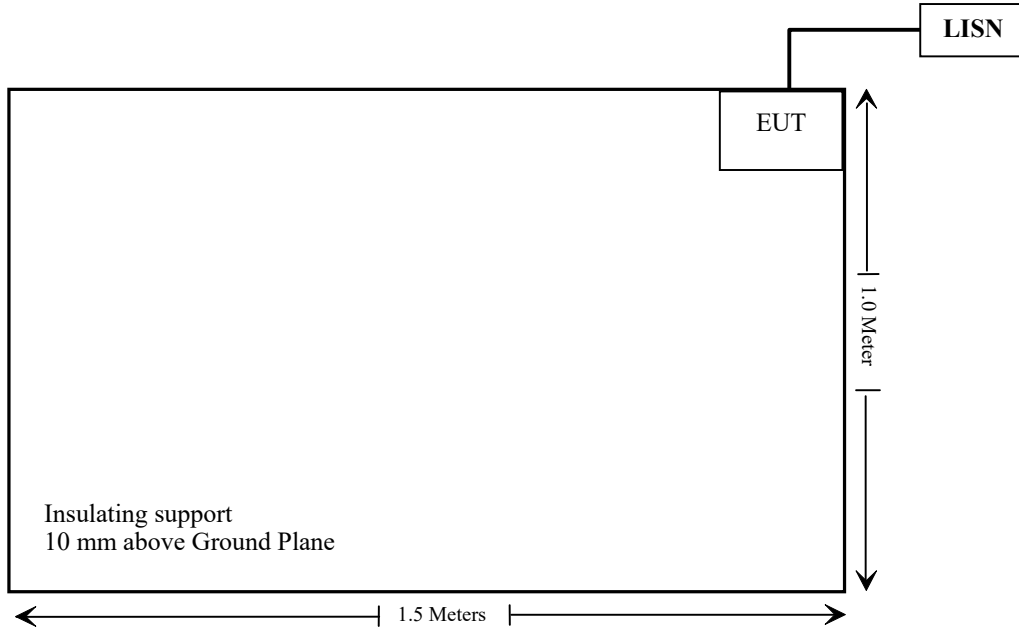 LISN
EUT
1.0 Meter
Insulating support
10 mm above Ground Plane
1.5 Meters